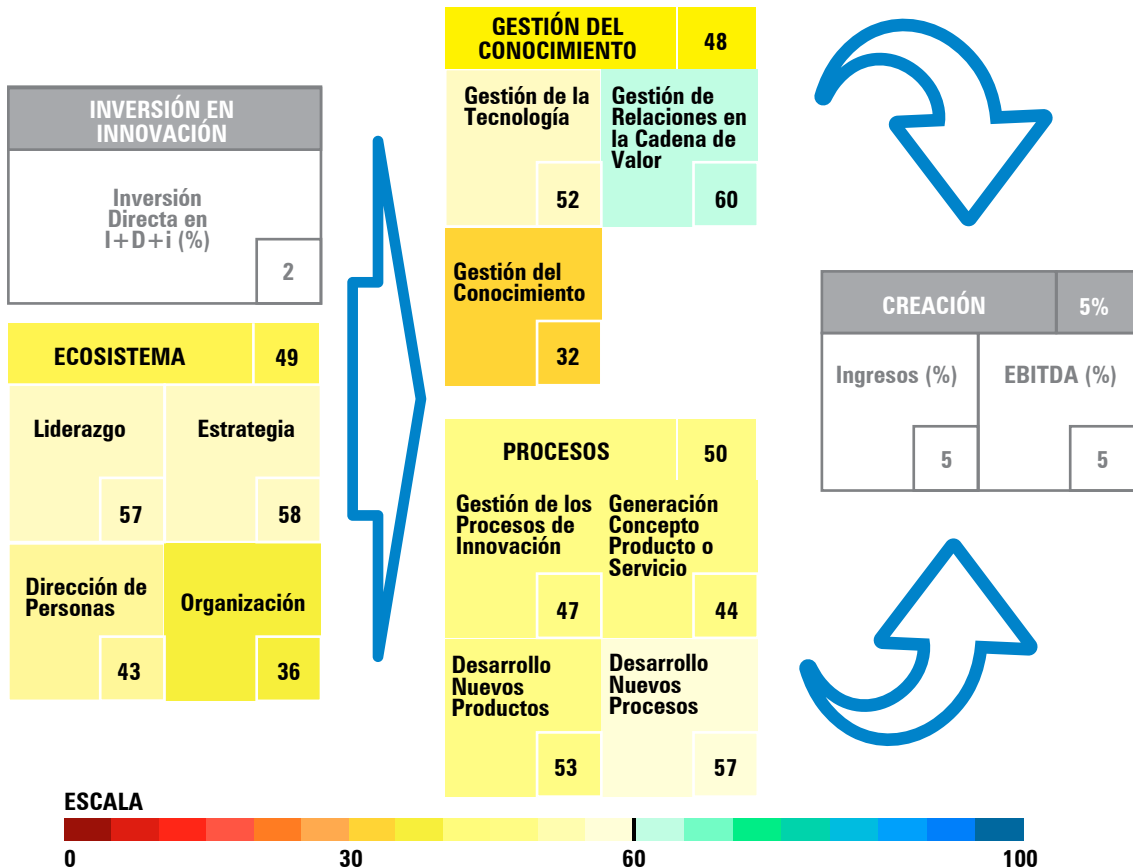 INVERSIÓN EN
INNOVACIÓN
Inversión
Directa en
I+D+i (%)
2
ECOSISTEMA
49
Liderazgo
57
Estrategia
58
Dirección de
Personas
43
Organización
36
GESTIÓN DEL
CONOCIMIENTO
48
Gestión de la
Tecnología
52
Gestión de
Relaciones en
la Cadena de
Valor
60
Gestión del
Conocimiento
32
PROCESOS
50
Gestión de los
Procesos de
Innovación
47
Generación
Concepto
Producto o
Servicio
44
Desarrollo
Nuevos
Productos
53
Desarrollo
Nuevos
Procesos
57
CREACIÓN
5%
Ingresos (%)
5
EBITDA (%)
5
ESCALA
0
30
60
100